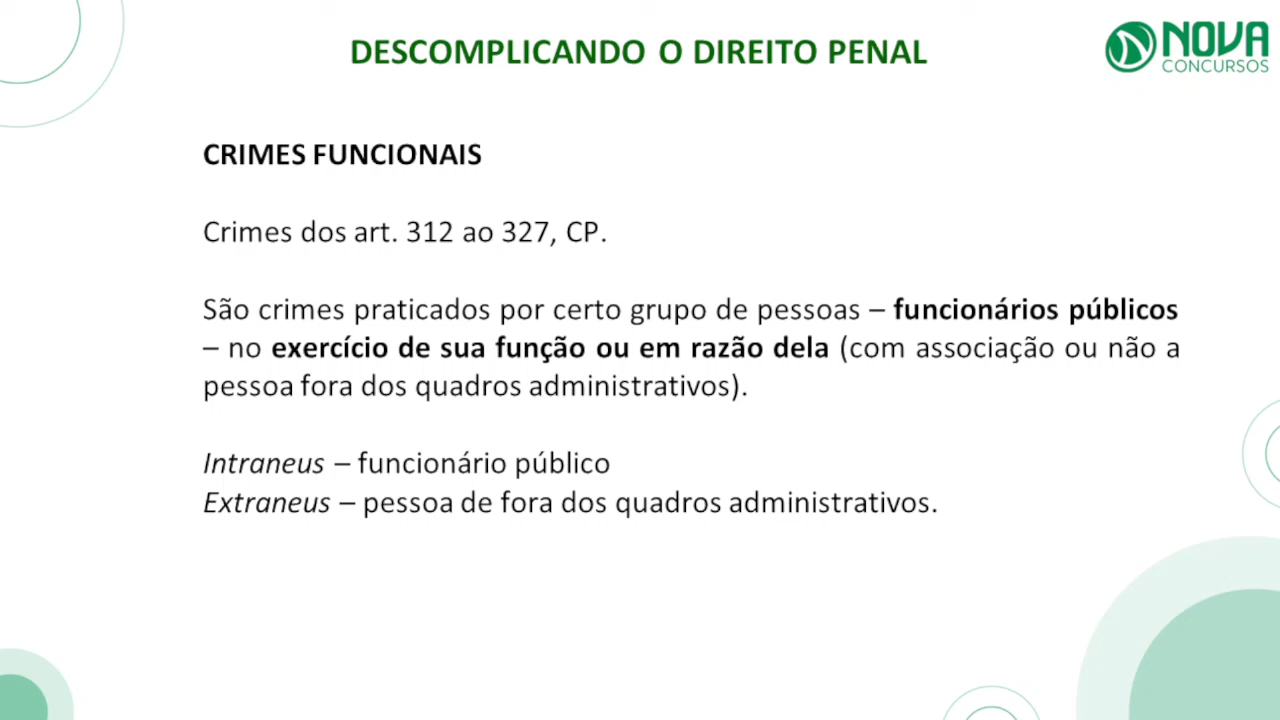 DESCOMPLICANDO O DIREITO PENAL
NOVA
CONCURSOS
CRIMES FUNCIONAIS
Crimes dos art. 312 ao 327, CP.
São crimes praticados por certo grupo de pessoas – funcionários públicos
– no exercício de sua função ou em razão dela (com associação ou não a
pessoa fora dos quadros administrativos).
Intraneus – funcionário público
Extraneus – pessoa de fora dos quadros administrativos.